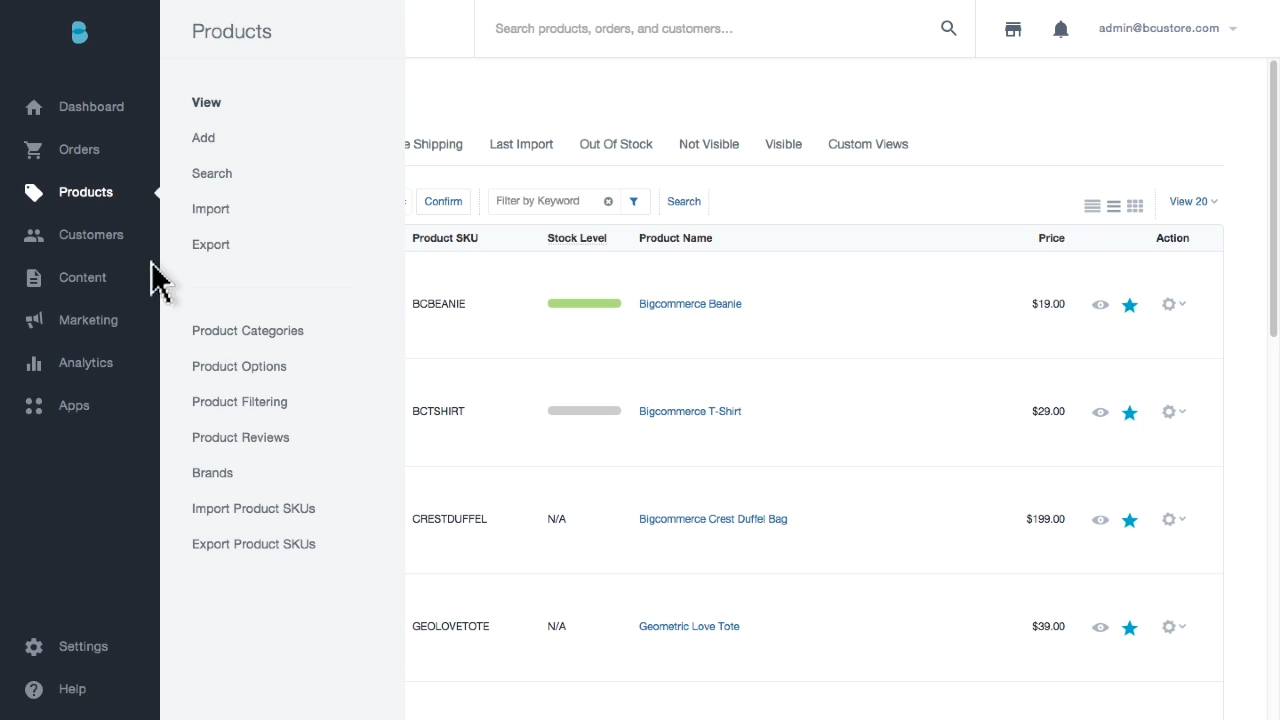 Dashboard
Orders
Products
Customers
Content
Marketing
Analytics
Apps
Settings
Help
Products
View
Add
Search
Import
Export
Product Categories
Product Options
Product Filtering
Product Reviews
Brands
Import Product SKUs
Export Product SKUs
Search products, orders, and customers...
admin@bcustore.com
e Shipping Last Import Out Of Stock Not Visible Visible Custom Views
Confirm Filter by Keyword Search View 20
Product SKU Stock Level Product Name Price Action
BCBEANIE Bigcommerce Beanie $19.00
BCTSHIRT Bigcommerce T-Shirt $29.00
CRESTDUFFEL N/A Bigcommerce Crest Duffel Bag $199.00
GEOLOVETOTE N/A Geometric Love Tote $39.00